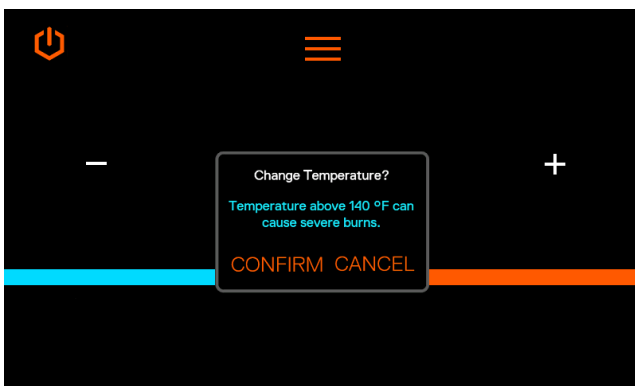 −
+
Change Temperature?
Temperature above 140 °F can
cause severe burns.
CONFIRM CANCEL